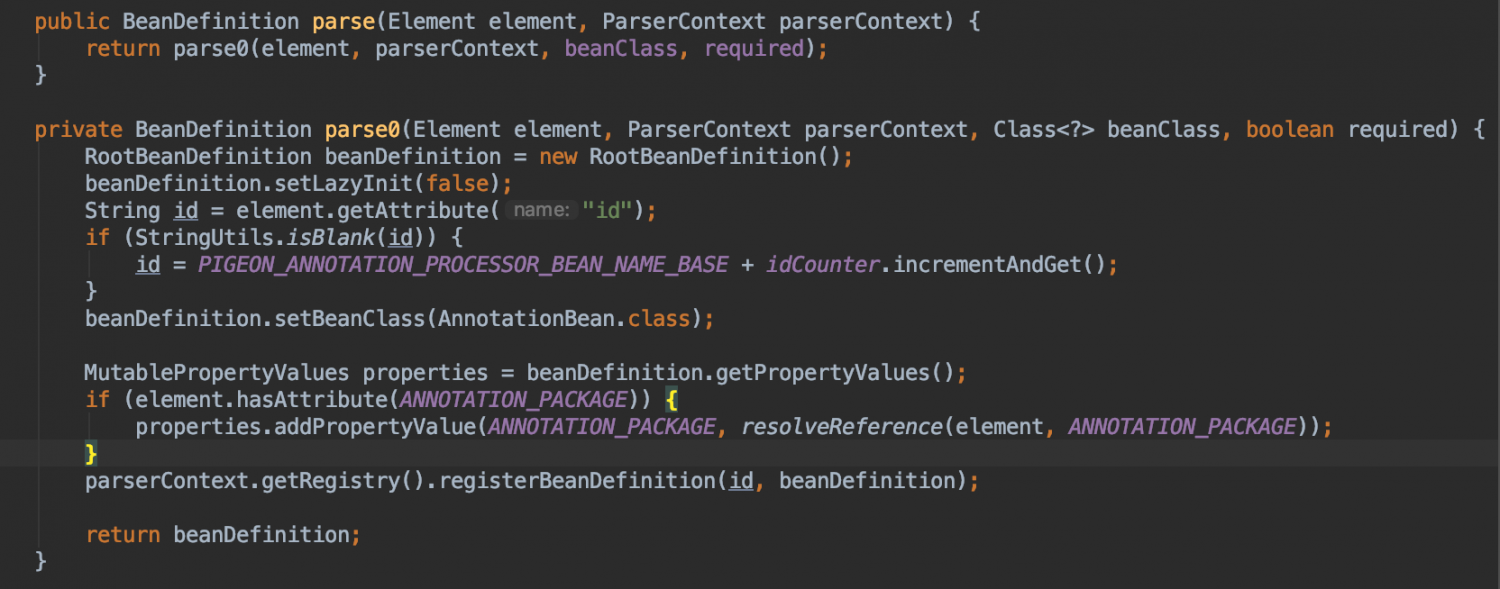 public BeanDefinition parse(Element element, ParserContext parserContext) {
return parse0(element, parserContext, beanClass, required);
}
private BeanDefinition parse0(Element element, ParserContext parserContext, Class<?> beanClass, boolean required) {
RootBeanDefinition beanDefinition = new RootBeanDefinition();
beanDefinition.setLazyInit(false);
String id = element.getAttribute( name: "id");
if (StringUtils.isBlank(id)) {
id = PIGEON_ANNOTATION_PROCESSOR_BEAN_NAME_BASE + idCounter.incrementAndGet();
}
beanDefinition.setBeanClass(AnnotationBean.class);
MutablePropertyValues properties = beanDefinition.getPropertyValues();
if (element.hasAttribute(ANNOTATION_PACKAGE)) {
properties.addPropertyValue(ANNOTATION_PACKAGE, resolveReference(element, ANNOTATION_PACKAGE));
}
parserContext.getRegistry().registerBeanDefinition(id, beanDefinition);
return beanDefinition;
}